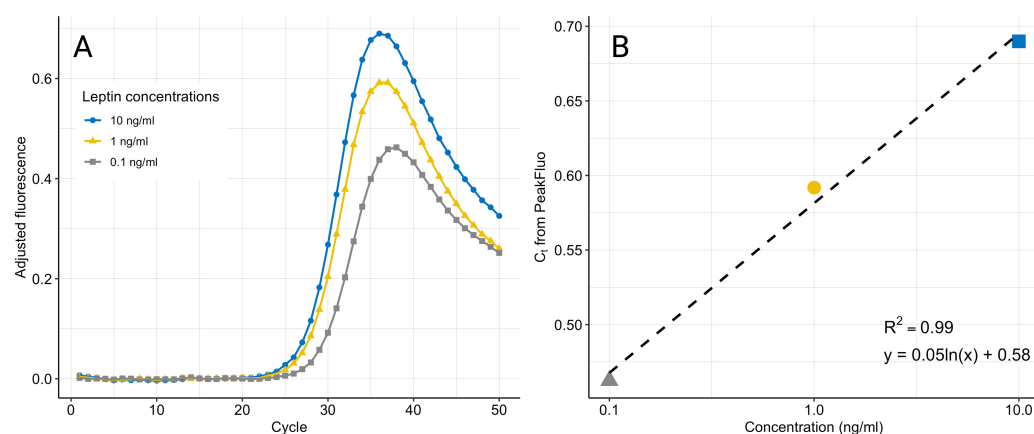 A
Adjusted fluorescence
0.6
0.4
0.2
0.0
Leptin concentrations
10 ng/ml
1 ng/ml
0.1 ng/ml
0
10
20
30
40
50
Cycle
B
C_t from PeakFluo
0.70
0.65
0.60
0.55
0.50
R² = 0.99
y = 0.05ln(x) + 0.58
0.1
1.0
10.0
Concentration (ng/ml)